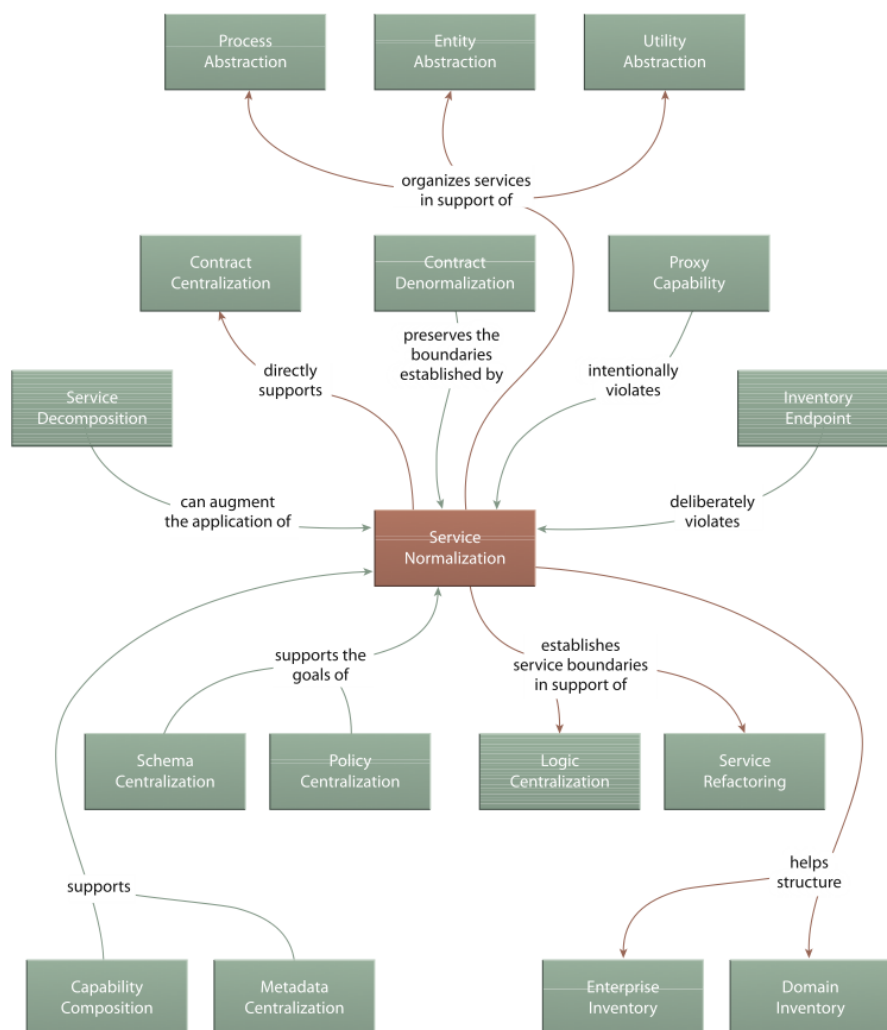 Process
Abstraction
Entity
Abstraction
Utility
Abstraction
organizes services
in support of
Contract
Centralization
Contract
Denormalization
Proxy
Capability
preserves the
boundaries
established by
directly
supports
intentionally
violates
Service
Decomposition
Inventory
Endpoint
can augment
the application of
deliberately
violates
Service
Normalization
supports the
goals of
establishes
service boundaries
in support of
Schema
Centralization
Policy
Centralization
Logic
Centralization
Service
Refactoring
supports
helps
structure
Capability
Composition
Metadata
Centralization
Enterprise
Inventory
Domain
Inventory